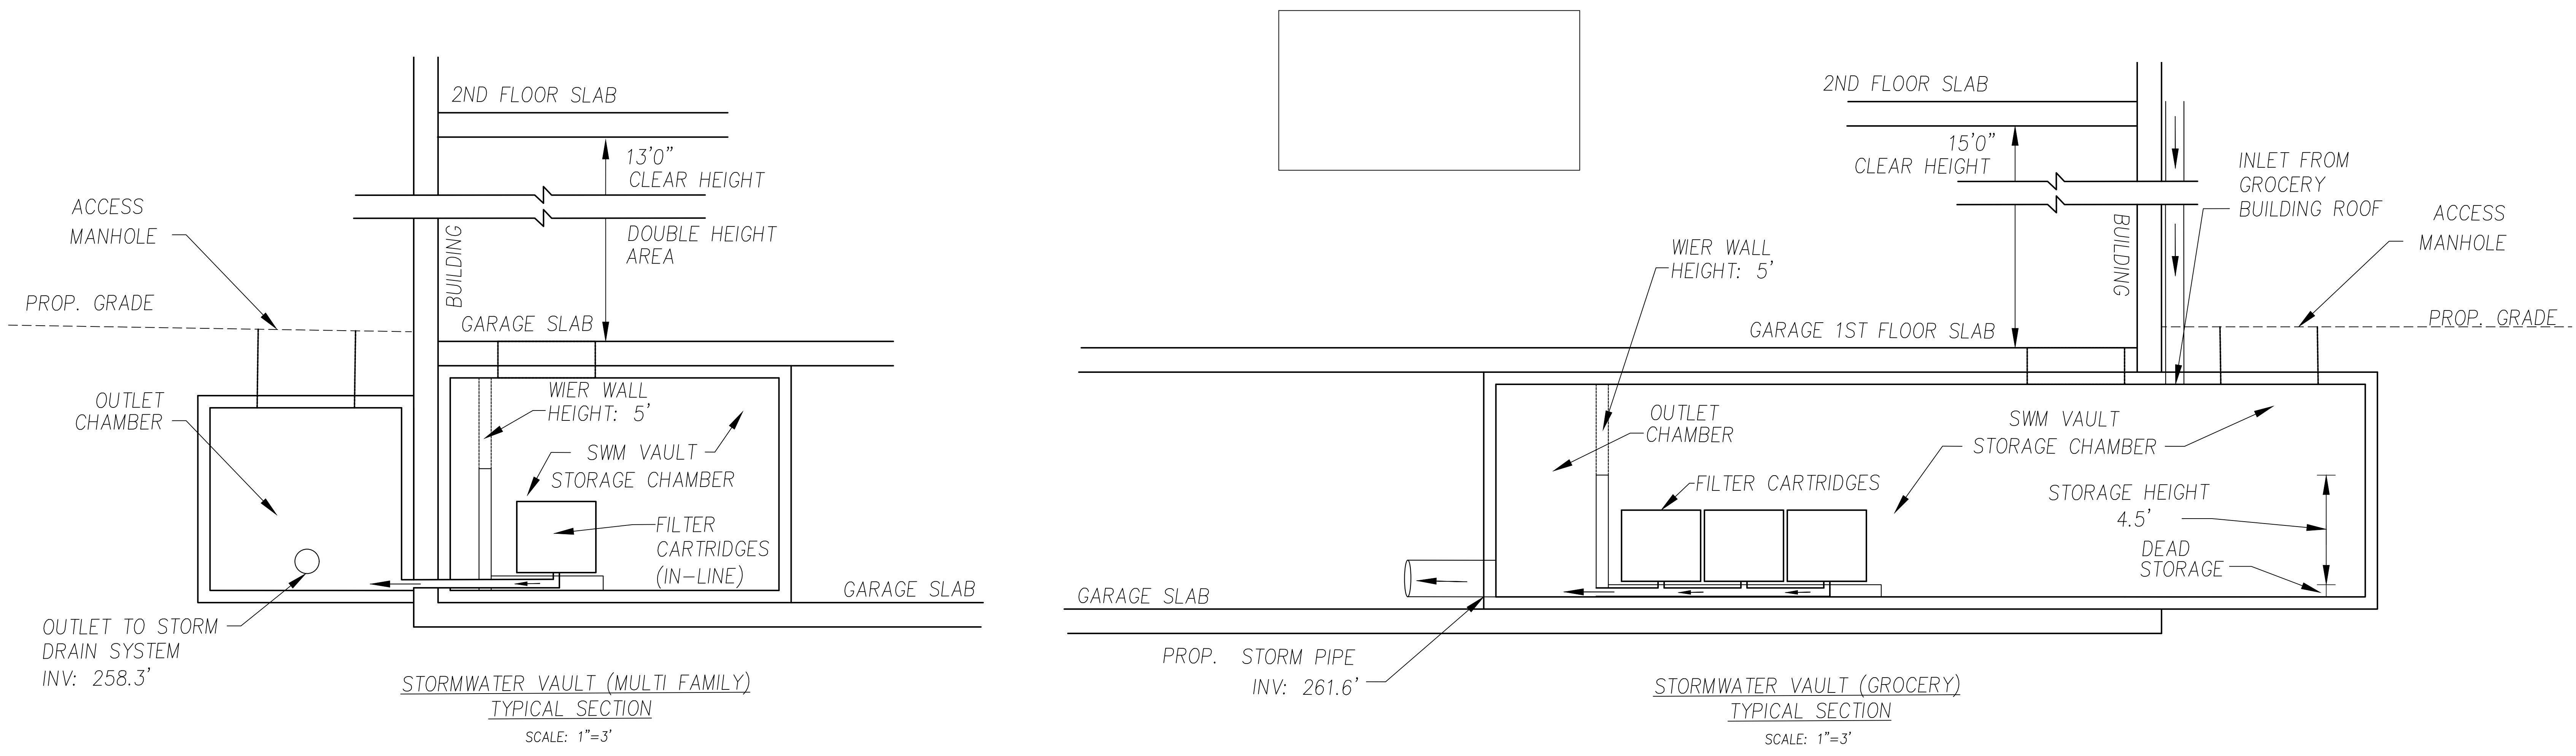 2ND FLOOR SLAB
13'0"
CLEAR HEIGHT
ACCESS
MANHOLE
DOUBLE HEIGHT
AREA
BUILDING
PROP. GRADE
GARAGE SLAB
WIER WALL
HEIGHT: 5'
OUTLET
CHAMBER
SWM VAULT
STORAGE CHAMBER
FILTER
CARTRIDGES
(IN-LINE)
GARAGE SLAB
OUTLET TO STORM
DRAIN SYSTEM
INV: 258.3'
STORMWATER VAULT (MULTI FAMILY)
TYPICAL SECTION
SCALE: 1"=3'
2ND FLOOR SLAB
15'0"
CLEAR HEIGHT
INLET FROM
GROCERY
BUILDING ROOF
ACCESS
MANHOLE
BUILDING
WIER WALL
HEIGHT: 5'
PROP. GRADE
GARAGE 1ST FLOOR SLAB
OUTLET
CHAMBER
SWM VAULT
STORAGE CHAMBER
FILTER CARTRIDGES
STORAGE HEIGHT
4.5'
DEAD
STORAGE
GARAGE SLAB
PROP. STORM PIPE
INV: 261.6'
STORMWATER VAULT (GROCERY)
TYPICAL SECTION
SCALE: 1"=3'